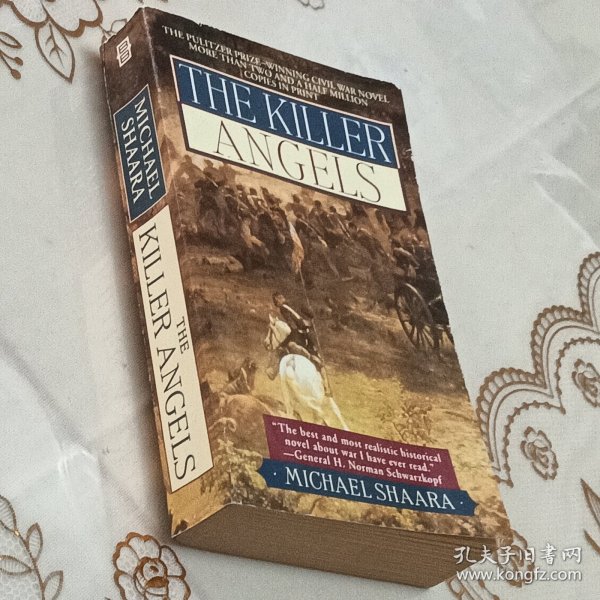 THE PULITZER PRIZE-WINNING CIVIL WAR NOVEL
MORE THAN TWO AND A HALF MILLION
COPIES IN PRINT
THE KILLER
ANGELS
"The best and most realistic historical
novel about war I have ever read."
—General H. Norman Schwarzkopf
MICHAEL SHAARA
MICHAEL
SHAARA
THE
KILLER ANGELS
孔夫子旧书网
www.kongfz.com